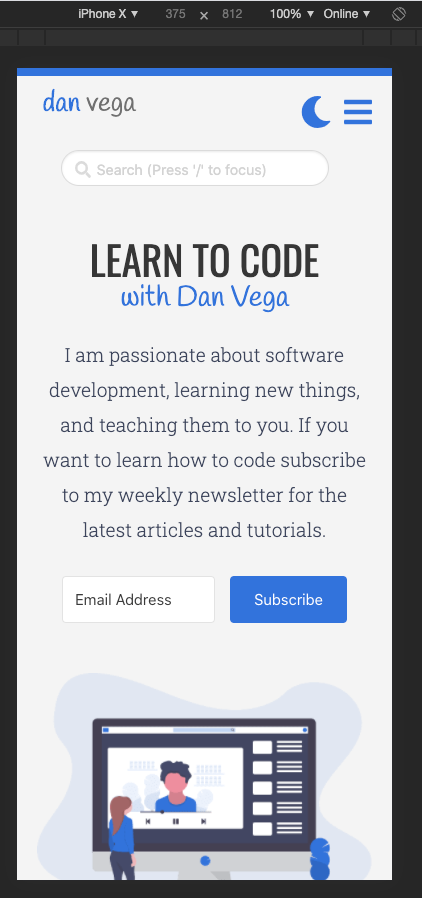 iPhone X ▼ 375 × 812 100% ▼ Online ▼
dan vega
Search (Press '/' to focus)
LEARN TO CODE
with Dan Vega
I am passionate about software
development, learning new things,
and teaching them to you. If you
want to learn how to code subscribe
to my weekly newsletter for the
latest articles and tutorials.
Email Address Subscribe